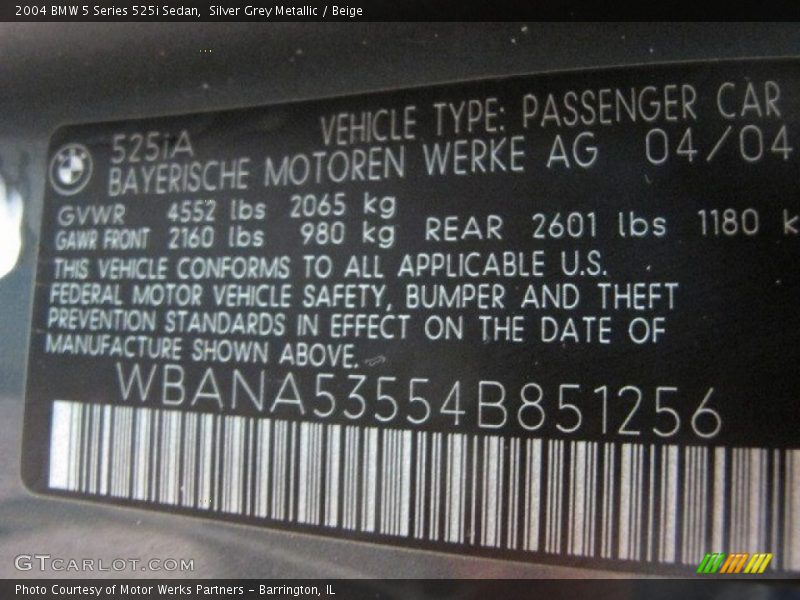 2004 BMW 5 Series 525i Sedan,  Silver Grey Metallic / Beige
525iA VEHICLE TYPE: PASSENGER CAR
BAYERISCHE MOTOREN WERKE AG 04/04
GVWR 4552 lbs 2065 kg
GAWR FRONT 2160 lbs 980 kg REAR 2601 lbs 1180 k
THIS VEHICLE CONFORMS TO ALL APPLICABLE U.S.
FEDERAL MOTOR VEHICLE SAFETY, BUMPER AND THEFT
PREVENTION STANDARDS IN EFFECT ON THE DATE OF
MANUFACTURE SHOWN ABOVE.
WBANA53554B851256
GTCARLOT.COM
Photo Courtesy of Motor Werks Partners - Barrington, IL